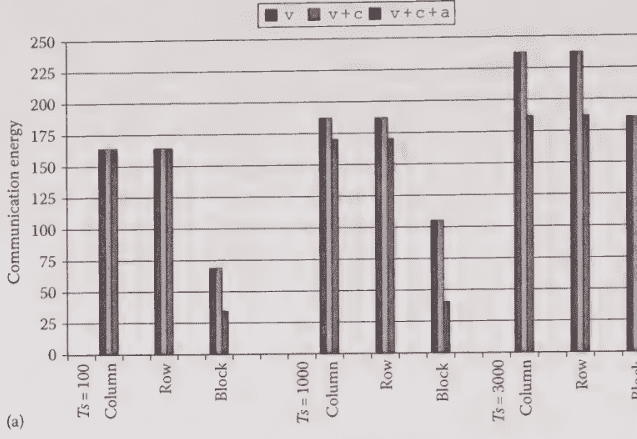 v v+c v+c+a
Communication energy
250
225
200
175
150
125
100
75
50
25
0
Ts = 100
Column
Row
Block
Ts = 1000
Column
Row
Block
Ts = 3000
Column
Row
Block
(a)